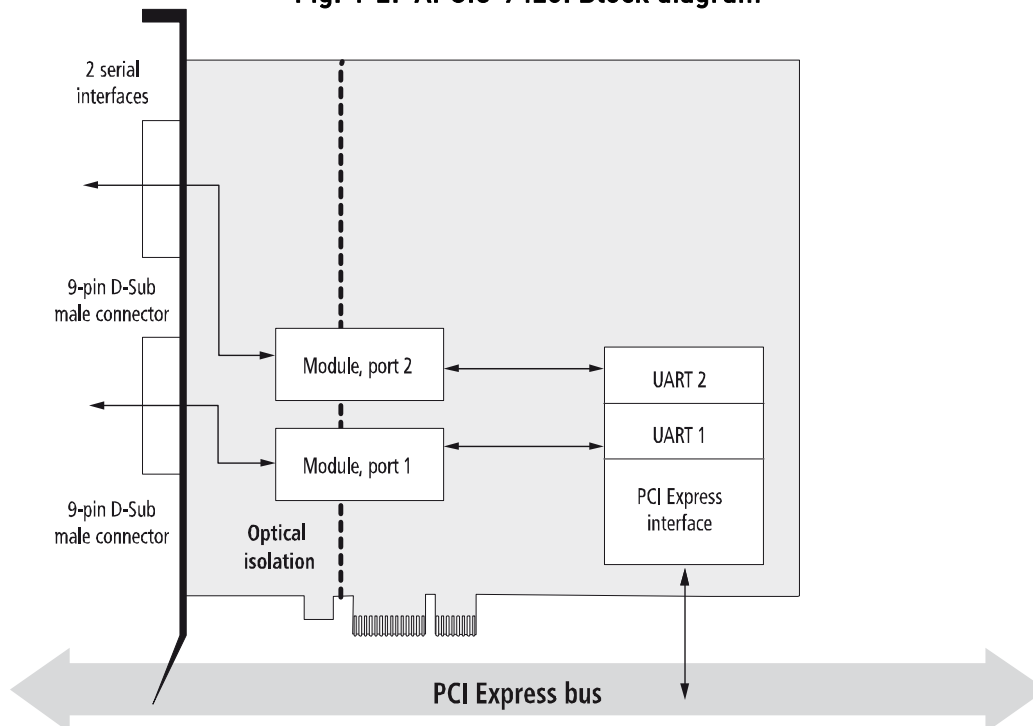 2 serial
interfaces
9-pin D-Sub
male connector
Module, port 2
UART 2
UART 1
Module, port 1
PCI Express
interface
9-pin D-Sub
male connector
Optical
isolation
PCI Express bus